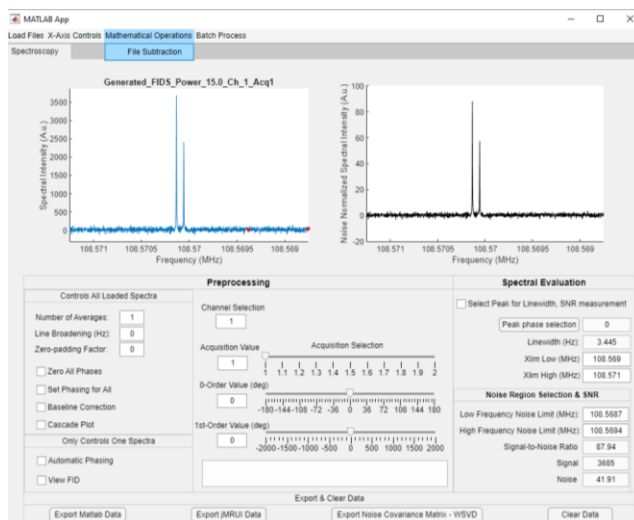 MATLAB App
Load Files X-Axis Controls Mathematical Operations Batch Process
Spectroscopy File Subtraction
Generated_FIDS_Power_15.0_Ch_1_Acq1
Spectral Intensity (A.u.)
3500
3000
2500
2000
1500
1000
500
0
108.571 108.5705 108.57 108.5695 108.569
Frequency (MHz)
Noise Normalized Spectral Intensity (A.u.)
100
80
60
40
20
0
-20
108.571 108.5705 108.57 108.5695 108.569
Frequency (MHz)
Preprocessing
Controls All Loaded Spectra
Number of Averages: 1
Line Broadening (Hz): 0
Zero-padding Factor: 0
Zero All Phases
Set Phasing for All
Baseline Correction
Cascade Plot
Only Controls One Spectra
Automatic Phasing
View FID
Channel Selection
1
Acquisition Value Acquisition Selection
1
1 1.1 1.2 1.3 1.4 1.5 1.6 1.7 1.8 1.9 2
0-Order Value (deg)
0
-180 -144 -108 -72 -36 0 36 72 108 144 180
1st-Order Value (deg)
0
-2000 -1500 -1000 -500 0 500 1000 1500 2000
Spectral Evaluation
Select Peak for Linewidth, SNR measurement
Peak phase selection 0
Linewidth (Hz): 3.445
Xlim Low (MHz) 108.569
Xlim High (MHz) 108.571
Noise Region Selection & SNR
Low Frequency Noise Limit (MHz): 108.5687
High Frequency Noise Limit (MHz): 108.5694
Signal-to-Noise Ratio 87.94
Signal 3685
Noise 41.91
Export & Clear Data
Export Matlab Data Export jMRUI Data Export Noise Covariance Matrix - WSVD Clear Data